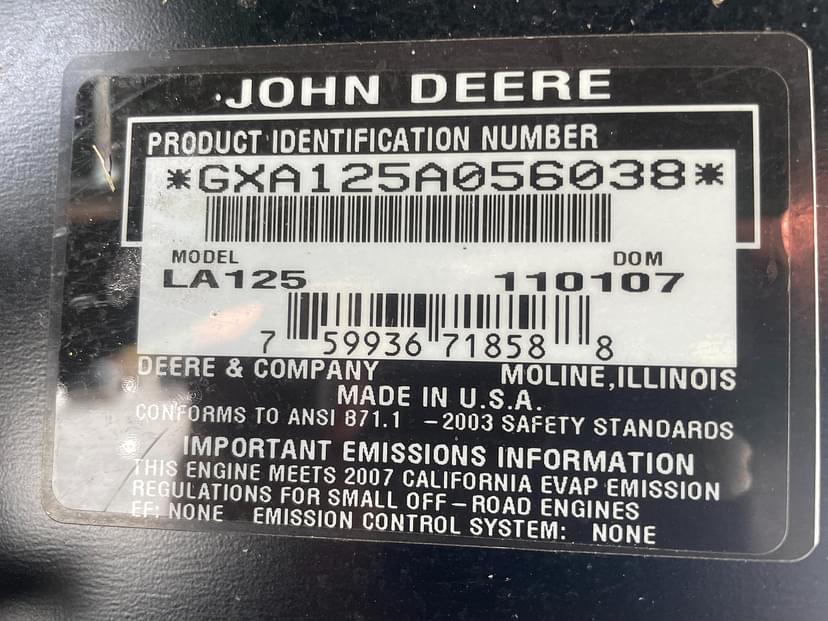 JOHN DEERE
PRODUCT IDENTIFICATION NUMBER
*GXA125A056038*
MODEL DOM
LA125 110107
7 59936 71858 8
DEERE & COMPANY MOLINE, ILLINOIS
MADE IN U.S.A.
CONFORMS TO ANSI 871.1 -2003 SAFETY STANDARDS
IMPORTANT EMISSIONS INFORMATION
THIS ENGINE MEETS 2007 CALIFORNIA EVAP EMISSION
REGULATIONS FOR SMALL OFF-ROAD ENGINES
EF: NONE EMISSION CONTROL SYSTEM: NONE